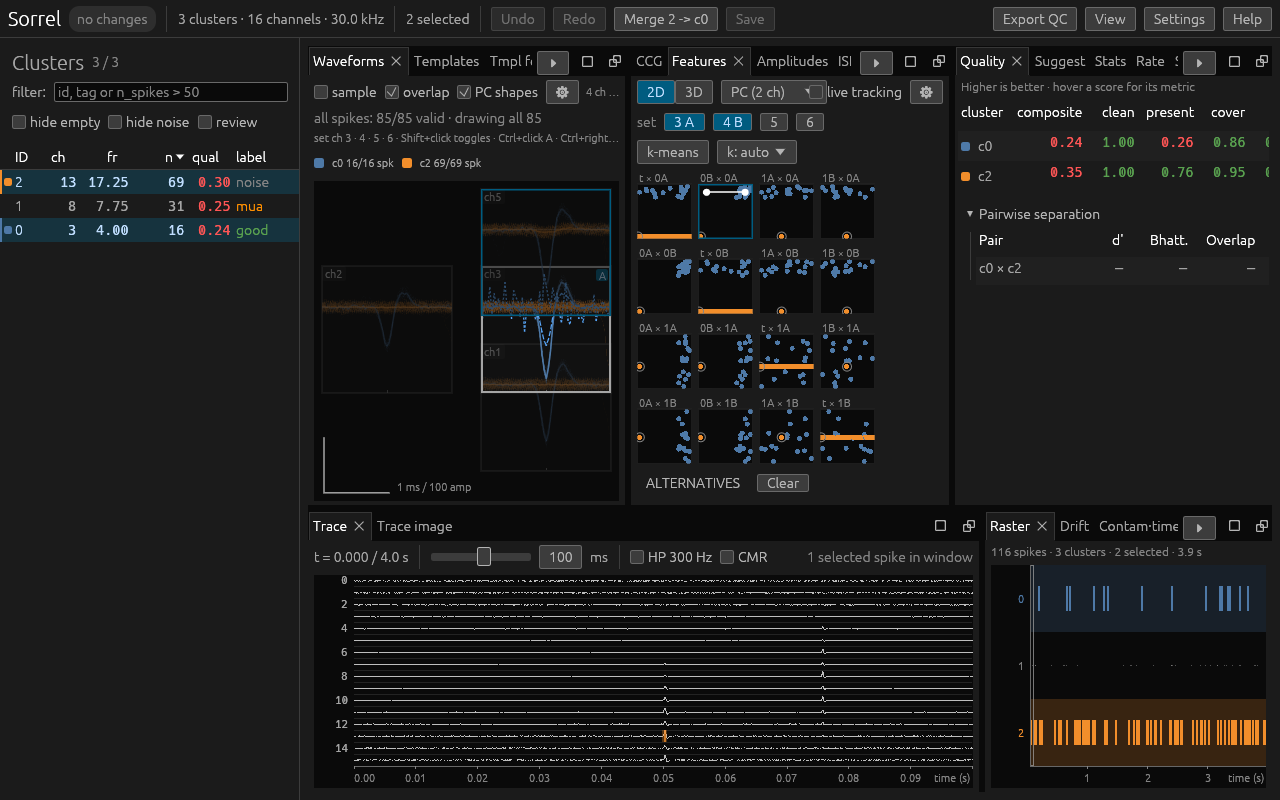 Sorrel no changes 3 clusters · 16 channels · 30.0 kHz 2 selected Undo Redo Merge 2 -> c0 Save Export QC View Settings Help
Clusters 3 / 3
filter: id, tag or n_spikes > 50
hide empty hide noise review
ID ch fr n qual label
2 13 17.25 69 0.30 noise
1 8 7.75 31 0.25 mua
0 3 4.00 16 0.24 good
Waveforms Templates Tmpl f
sample overlap PC shapes 4 ch ...
all spikes: 85/85 valid · drawing all 85
set ch 3 · 4 · 5 · 6 · Shift+click toggles · Ctrl+click A · Ctrl+right...
c0 16/16 spk c2 69/69 spk
ch5
ch2
ch3 A
ch1
1 ms / 100 amp
CCG Features Amplitudes ISI
2D 3D PC (2 ch) live tracking
set 3 A 4 B 5 6
k-means k: auto
t × 0A 0B × 0A 1A × 0A 1B × 0A
0A × 0B t × 0B 1A × 0B 1B × 0B
0A × 1A 0B × 1A t × 1A 1B × 1A
0A × 1B 0B × 1B 1A × 1B t × 1B
ALTERNATIVES Clear
Quality Suggest Stats Rate
Higher is better · hover a score for its metric
cluster composite clean present cover
c0 0.24 1.00 0.26 0.86
c2 0.35 1.00 0.76 0.95
Pairwise separation
Pair d' Bhatt. Overlap
c0 × c2 — — —
Trace Trace image
t = 0.000 / 4.0 s 100 ms HP 300 Hz CMR 1 selected spike in window
0
2
4
6
8
10
12
14
0.00 0.01 0.02 0.03 0.04 0.05 0.06 0.07 0.08 0.09 time (s)
Raster Drift Contam-time
116 spikes · 3 clusters · 2 selected · 3.9 s
0
1
2
1 2 3 time (s)